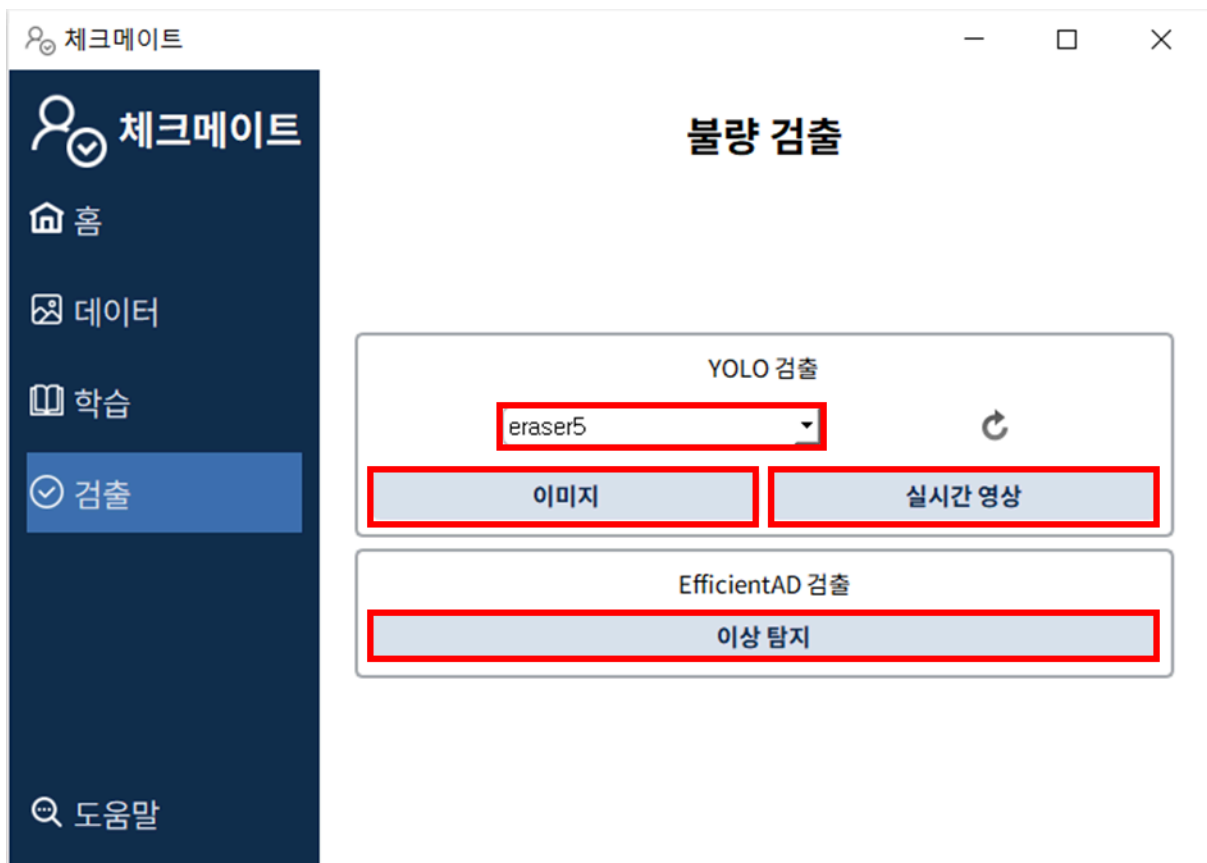 체크메이트
체크메이트
홈
데이터
학습
검출
도움말
불량 검출
YOLO 검출
eraser5
이미지
실시간 영상
EfficientAD 검출
이상 탐지